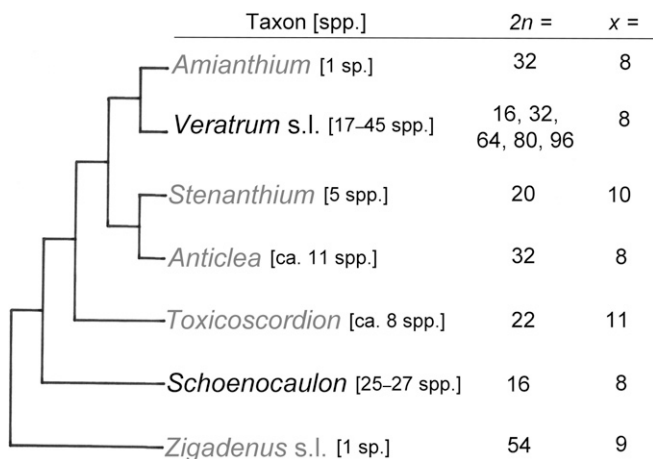 Taxon [spp.] 2n = x =
Amianthium [1 sp.] 32 8
Veratrum s.l. [17–45 spp.] 16, 32, 8
64, 80, 96
Stenanthium [5 spp.] 20 10
Anticlea [ca. 11 spp.] 32 8
Toxicoscordion [ca. 8 spp.] 22 11
Schoenocaulon [25–27 spp.] 16 8
Zigadenus s.l. [1 sp.] 54 9